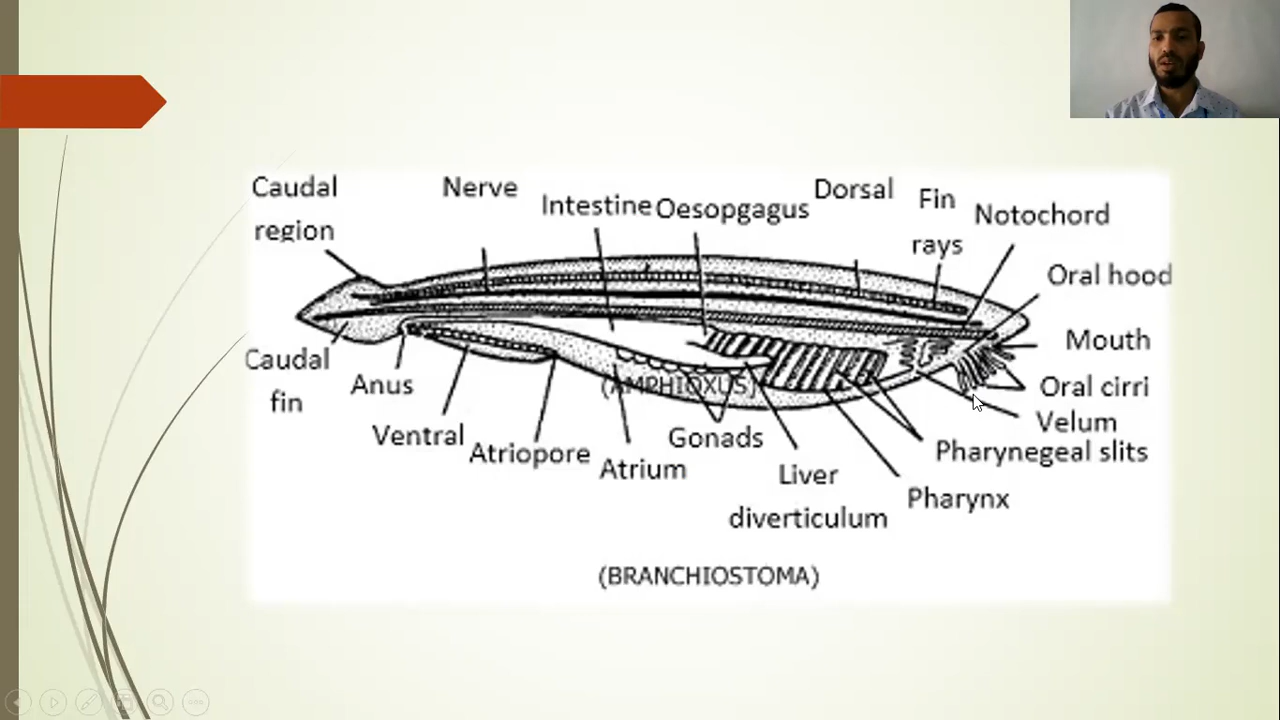 Caudal
region
Nerve
Intestine
Oesopgagus
Dorsal
Fin
rays
Notochord
Oral hood
Mouth
Oral cirri
Velum
Pharynegeal slits
Pharynx
Liver
diverticulum
Gonads
(AMPHIOXUS)
Atrium
Atriopore
Ventral
Anus
Caudal
fin
(BRANCHIOSTOMA)